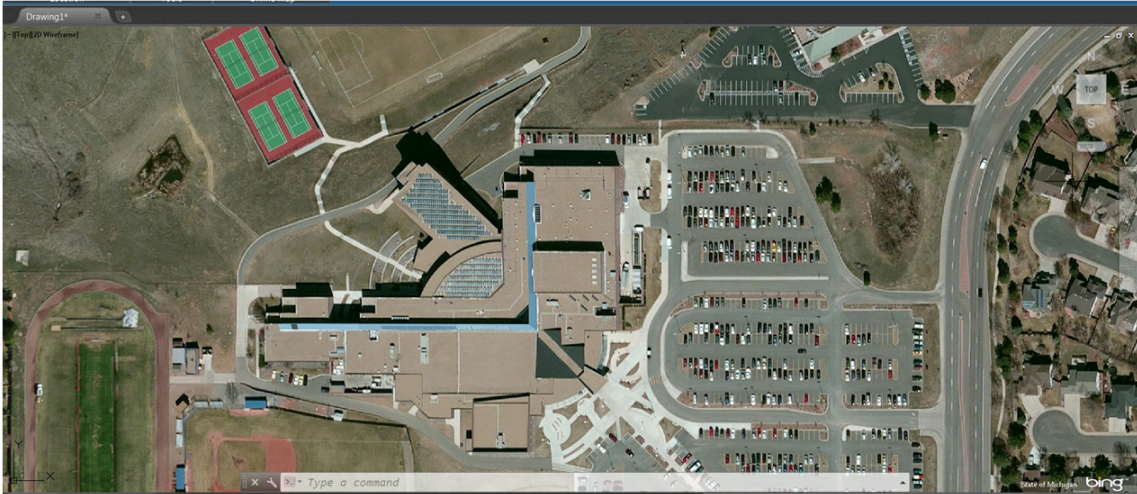 Drawing1*
[-][Top][2D Wireframe]
N
W
TOP
S
Y
X
Type a command
State of Michigan
bing